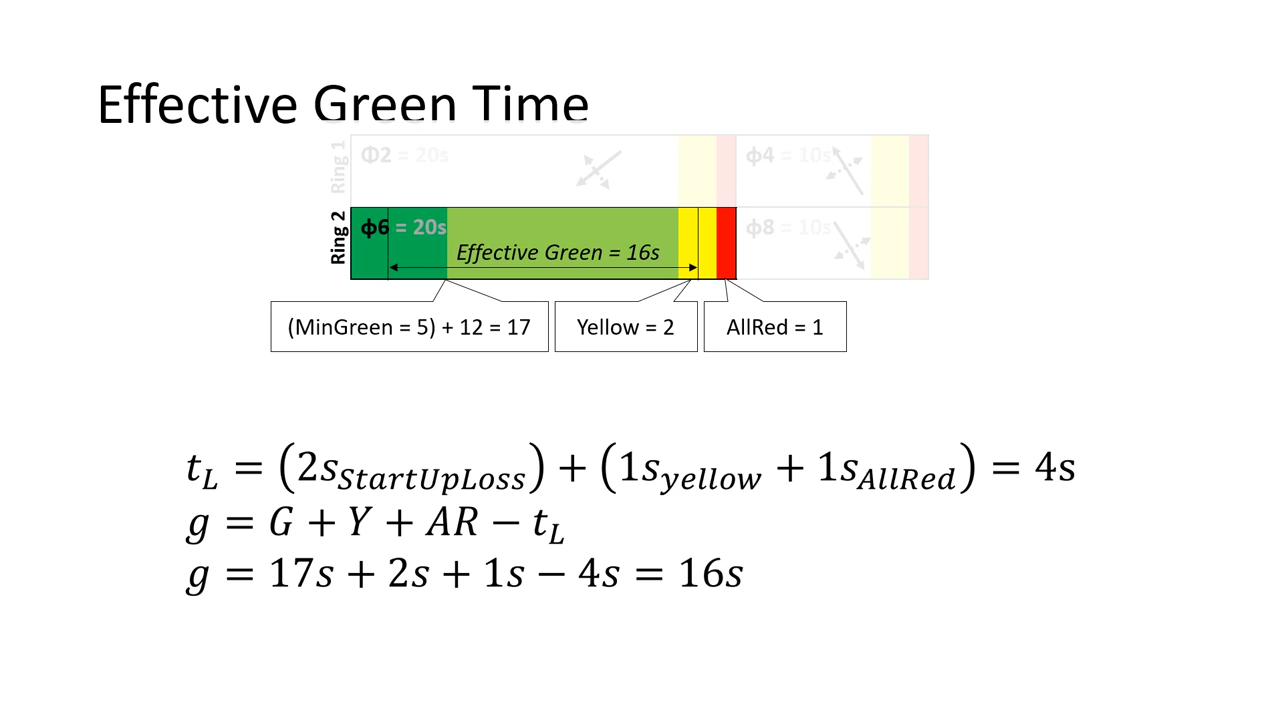 Effective Green Time
Ring 1
Φ2 = 20s
ϕ4 = 10s
Ring 2
ϕ6 = 20s
ϕ8 = 10s
Effective Green = 16s
(MinGreen = 5) + 12 = 17
Yellow = 2
AllRed = 1
t_L = (2s_StartUpLoss) + (1s_yellow + 1s_AllRed) = 4s
g = G + Y + AR − t_L
g = 17s + 2s + 1s − 4s = 16s